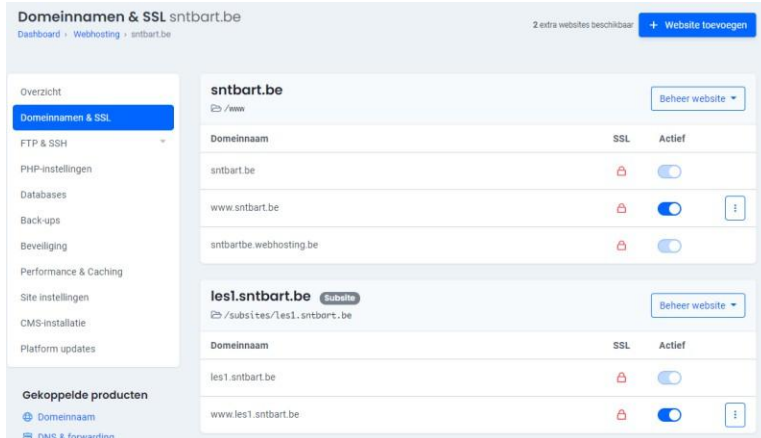 Domeinnamen & SSL sntbart.be
Dashboard › Webhosting › sntbart.be
2 extra websites beschikbaar
+ Website toevoegen
Overzicht
Domeinnamen & SSL
FTP & SSH
PHP-instellingen
Databases
Back-ups
Beveiliging
Performance & Caching
Site instellingen
CMS-installatie
Platform updates
Gekoppelde producten
Domeinnaam
DNS & forwarding
sntbart.be
/www
Beheer website
Domeinnaam SSL Actief
sntbart.be
www.sntbart.be
sntbartbe.webhosting.be
les1.sntbart.be Subsite
/subsites/les1.sntbart.be
Beheer website
Domeinnaam SSL Actief
les1.sntbart.be
www.les1.sntbart.be